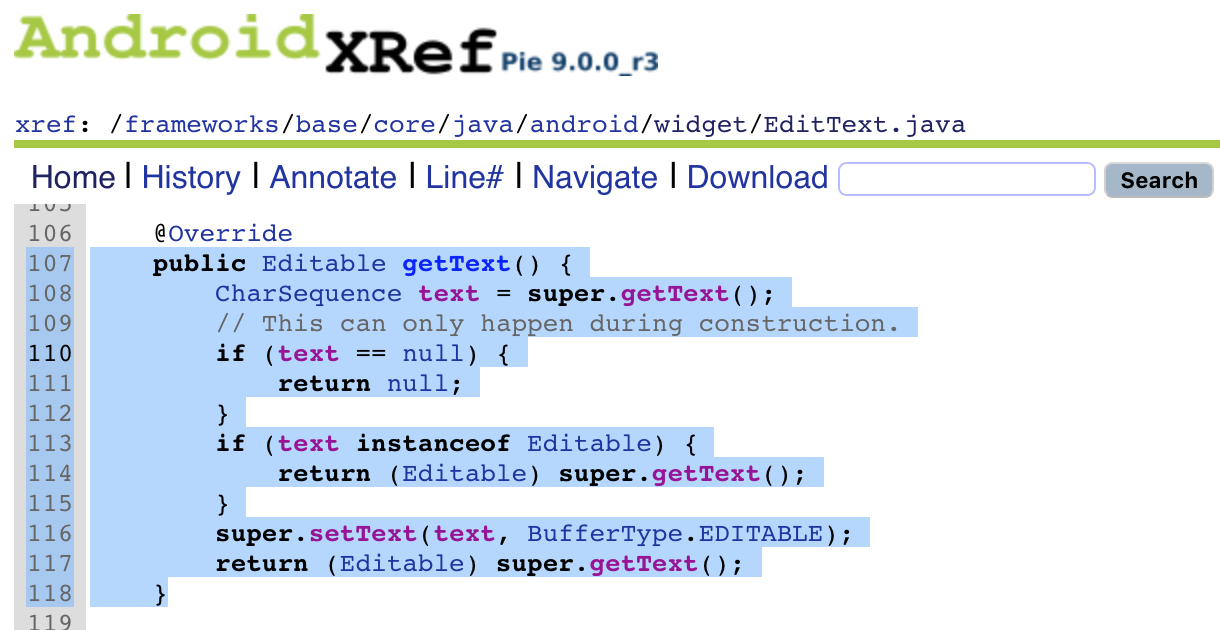 AndroidXRef Pie 9.0.0_r3
xref: /frameworks/base/core/java/android/widget/EditText.java
Home | History | Annotate | Line# | Navigate | Download Search
105
106     @Override
107     public Editable getText() {
108         CharSequence text = super.getText();
109         // This can only happen during construction.
110         if (text == null) {
111             return null;
112         }
113         if (text instanceof Editable) {
114             return (Editable) super.getText();
115         }
116         super.setText(text, BufferType.EDITABLE);
117         return (Editable) super.getText();
118     }
119